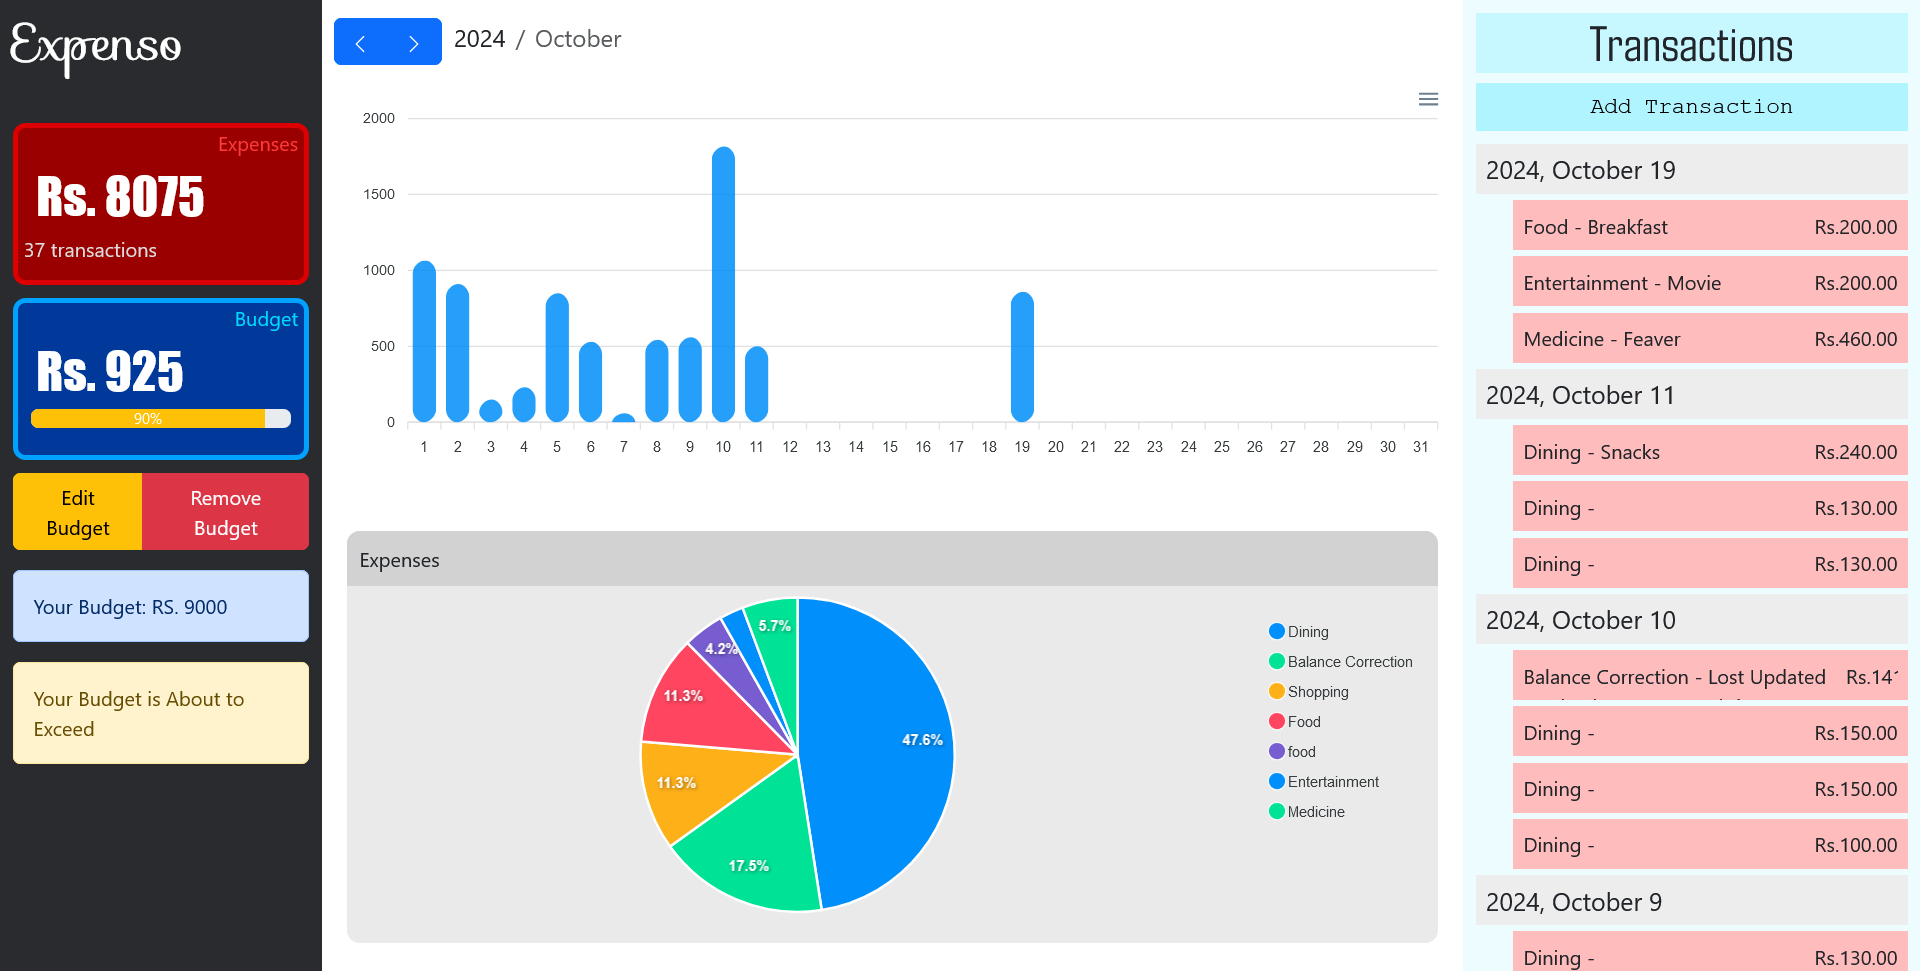 Expenso
Expenses
Rs. 8075
37 transactions
Budget
Rs. 925
90%
Edit
Budget
Remove
Budget
Your Budget: RS. 9000
Your Budget is About to
Exceed
2024 / October
2000
1500
1000
500
0
1 2 3 4 5 6 7 8 9 10 11 12 13 14 15 16 17 18 19 20 21 22 23 24 25 26 27 28 29 30 31
Expenses
5.7%
4.2%
11.3%
47.6%
11.3%
17.5%
Dining
Balance Correction
Shopping
Food
food
Entertainment
Medicine
Transactions
Add Transaction
2024, October 19
Food - Breakfast Rs.200.00
Entertainment - Movie Rs.200.00
Medicine - Feaver Rs.460.00
2024, October 11
Dining - Snacks Rs.240.00
Dining - Rs.130.00
Dining - Rs.130.00
2024, October 10
Balance Correction - Lost Updated Rs.14
Dining - Rs.150.00
Dining - Rs.150.00
Dining - Rs.100.00
2024, October 9
Dining - Rs.130.00